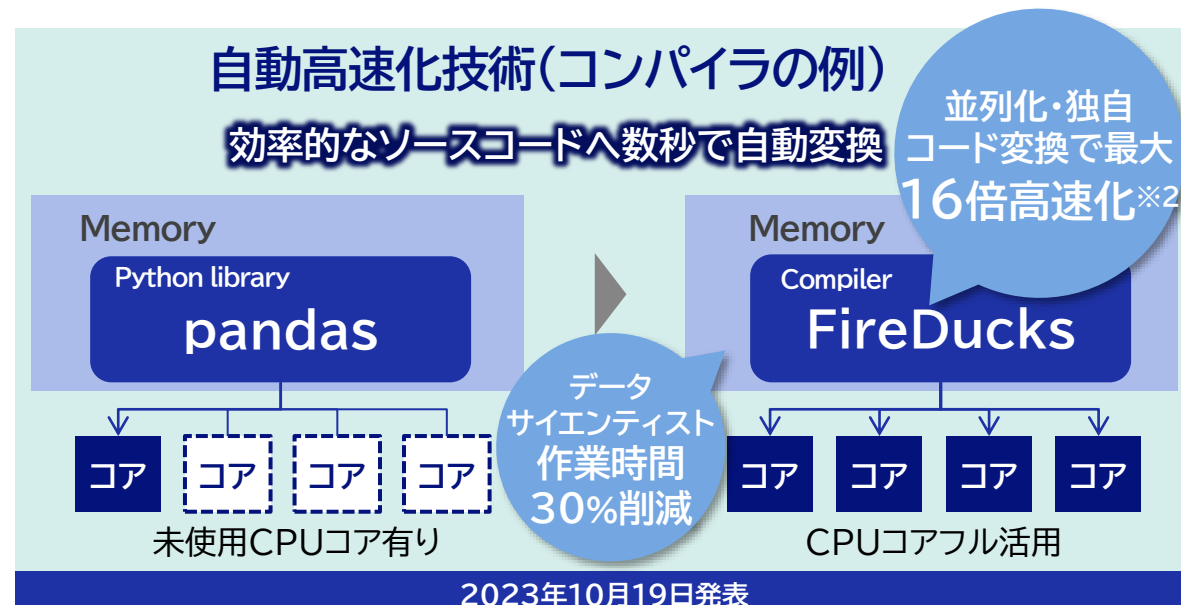 自動高速化技術(コンパイラの例)
効率的なソースコードへ数秒で自動変換
並列化・独自
コード変換で最大
16倍高速化※2
Memory
Python library
pandas
コア
コア
コア
コア
未使用CPUコア有り
データ
サイエンティスト
作業時間
30%削減
Memory
Compiler
FireDucks
コア
コア
コア
コア
CPUコアフル活用
2023年10月19日発表